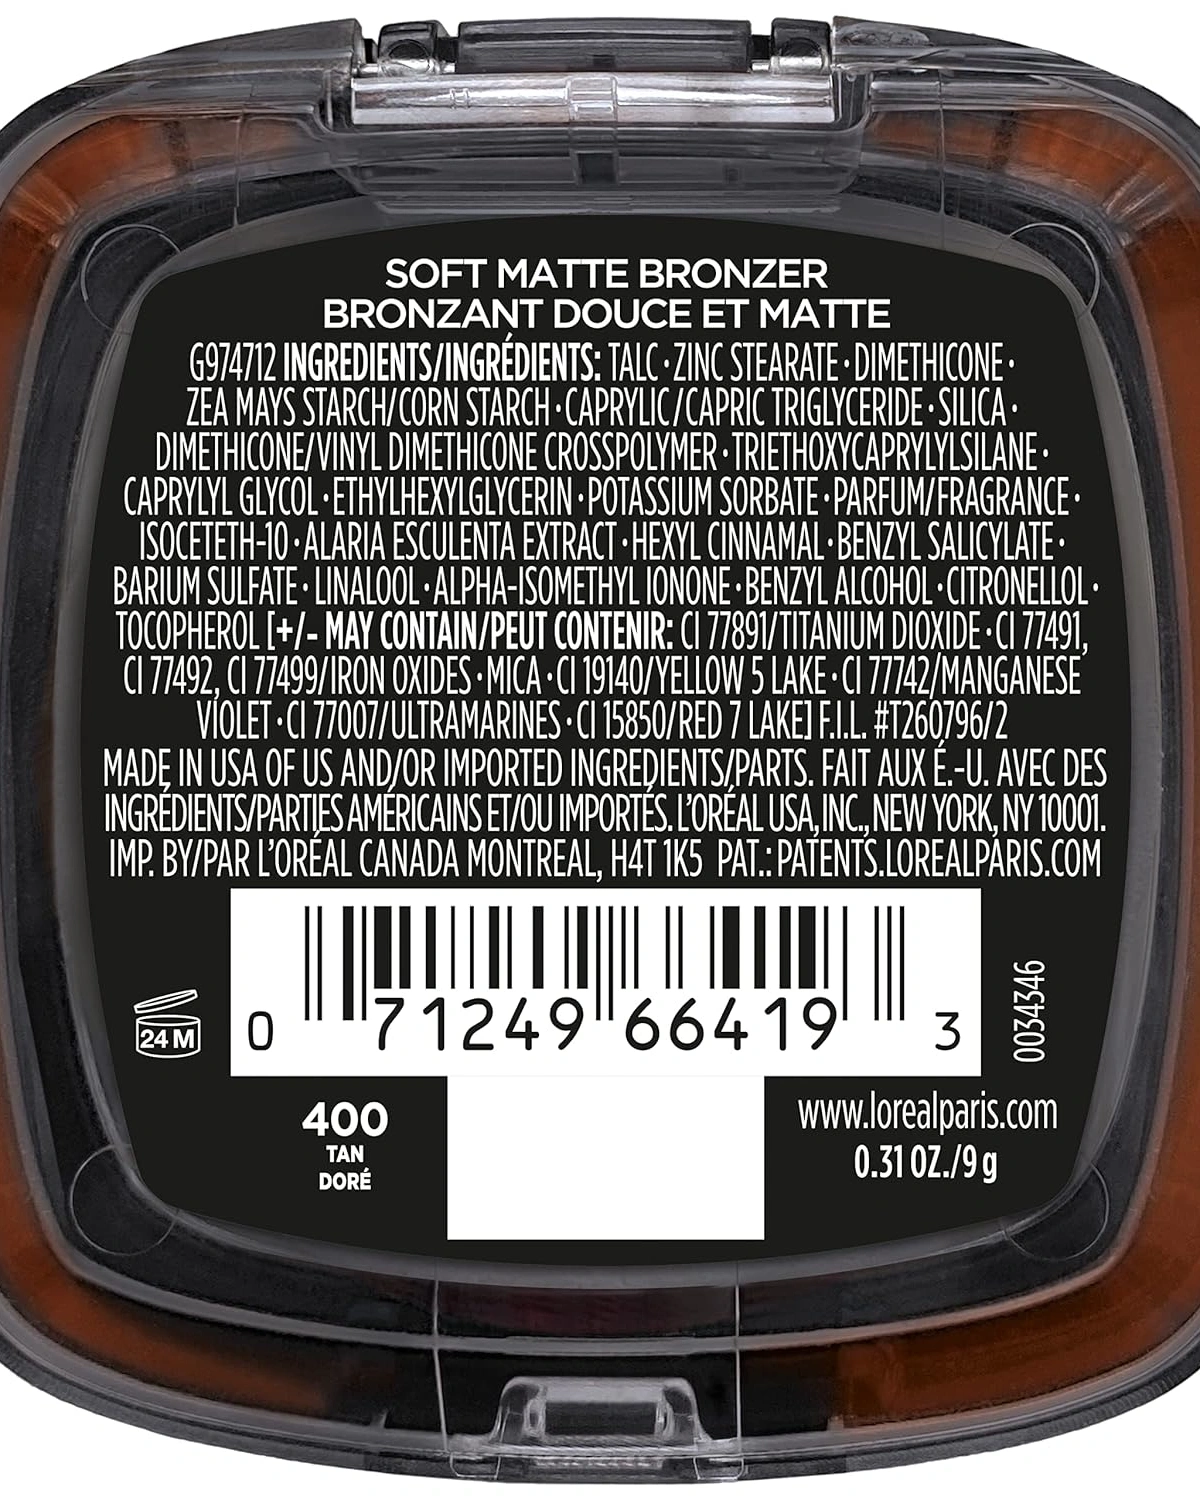 SOFT MATTE BRONZER
BRONZANT DOUCE ET MATTE
G974712 INGREDIENTS/INGRÉDIENTS: TALC · ZINC STEARATE · DIMETHICONE ·
ZEA MAYS STARCH/CORN STARCH · CAPRYLIC/CAPRIC TRIGLYCERIDE · SILICA ·
DIMETHICONE/VINYL DIMETHICONE CROSSPOLYMER · TRIETHOXYCAPRYLYLSILANE ·
CAPRYLYL GLYCOL · ETHYLHEXYLGLYCERIN · POTASSIUM SORBATE · PARFUM/FRAGRANCE ·
ISOCETETH-10 · ALARIA ESCULENTA EXTRACT · HEXYL CINNAMAL · BENZYL SALICYLATE ·
BARIUM SULFATE · LINALOOL · ALPHA-ISOMETHYL IONONE · BENZYL ALCOHOL · CITRONELLOL ·
TOCOPHEROL [+/- MAY CONTAIN/PEUT CONTENIR: CI 77891/TITANIUM DIOXIDE · CI 77491,
CI 77492, CI 77499/IRON OXIDES · MICA · CI 19140/YELLOW 5 LAKE · CI 77742/MANGANESE
VIOLET · CI 77007/ULTRAMARINES · CI 15850/RED 7 LAKE] F.I.L. #T260796/2
MADE IN USA OF US AND/OR IMPORTED INGREDIENTS/PARTS. FAIT AUX É.-U. AVEC DES
INGRÉDIENTS/PARTIES AMÉRICAINS ET/OU IMPORTÉS. L'ORÉAL USA, INC., NEW YORK, NY 10001.
IMP. BY/PAR L'ORÉAL CANADA MONTREAL, H4T 1K5 PAT.: PATENTS.LOREALPARIS.COM
24 M
0 71249 66419 3
0034346
400
TAN
DORÉ
www.lorealparis.com
0.31 OZ./9 g